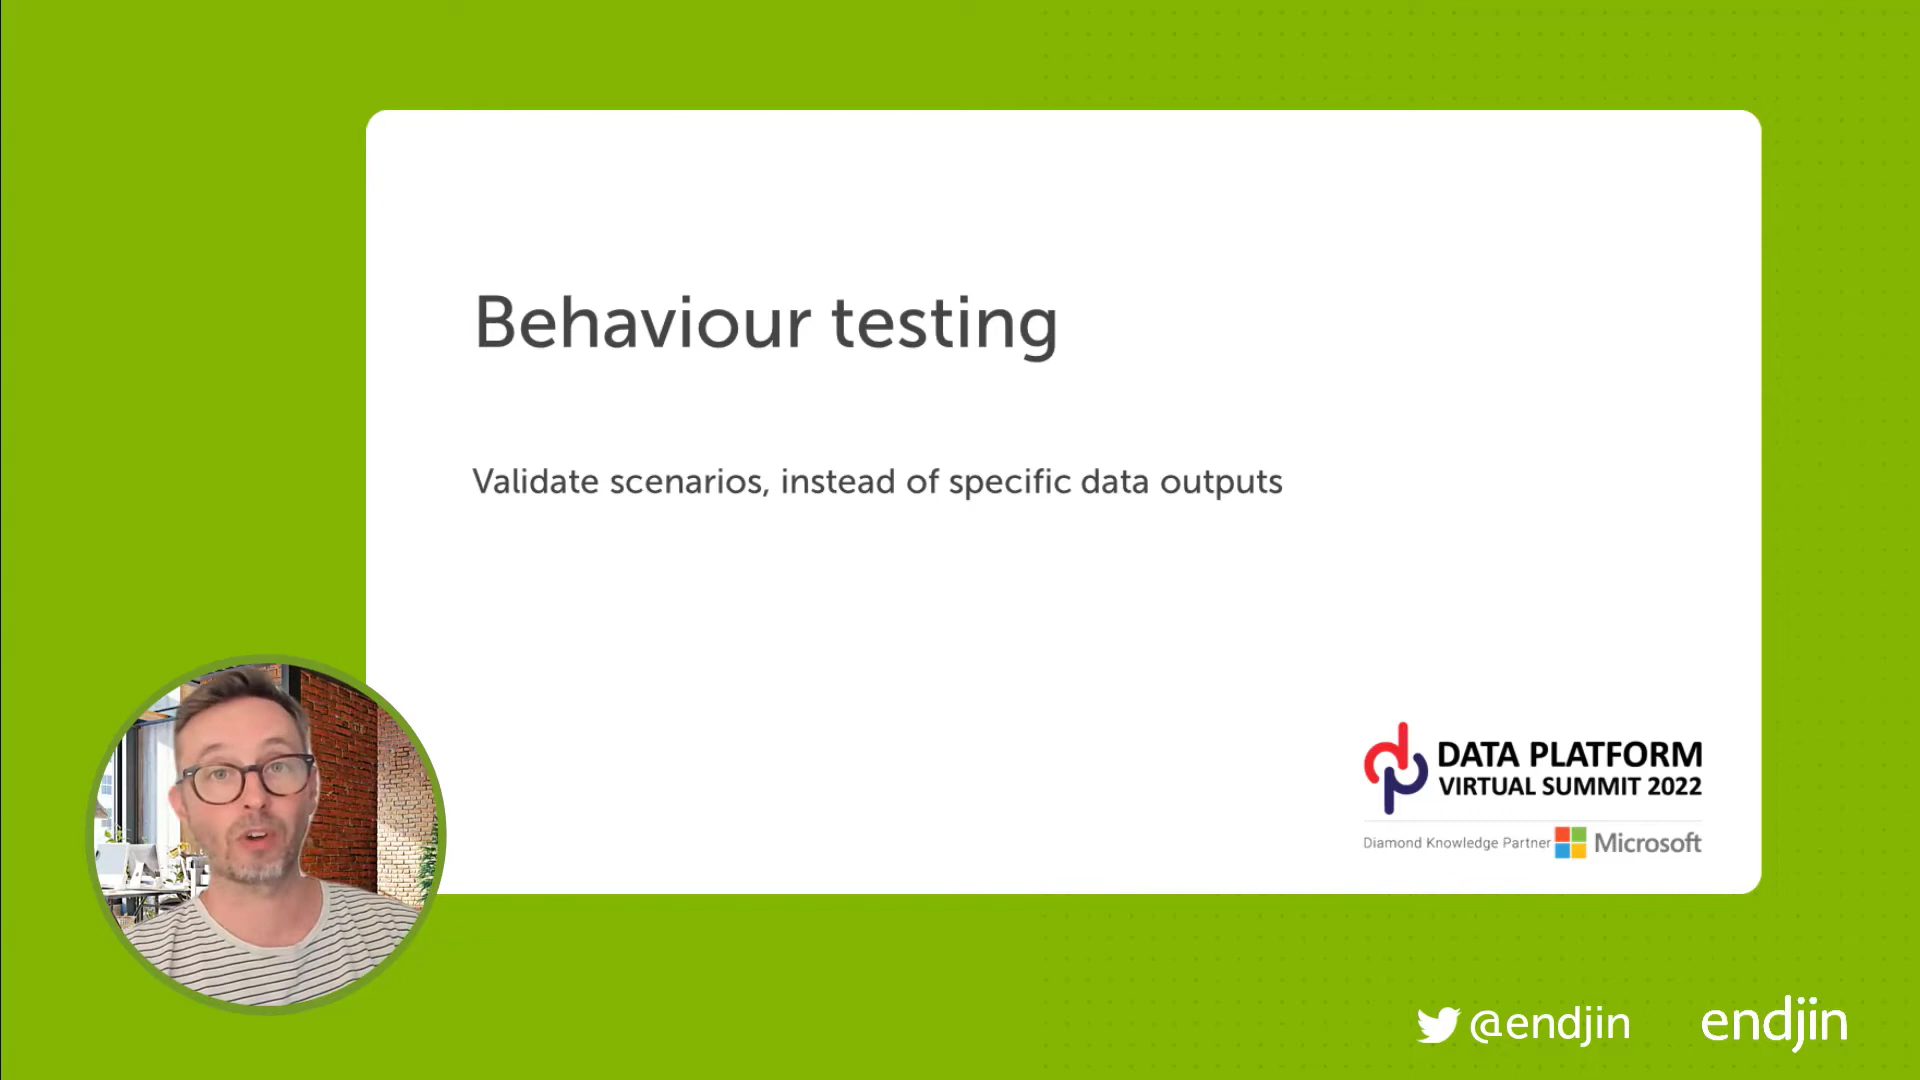 Behaviour testing
Validate scenarios, instead of specific data outputs
DATA PLATFORM
VIRTUAL SUMMIT 2022
Diamond Knowledge Partner Microsoft
@endjin endjin